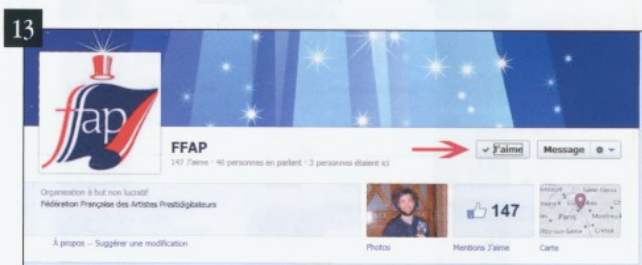 13
ffap
FFAP
147 J'aime · 46 personnes en parlent · 3 personnes étaient ici
✓ J'aime
Message
Organisation à but non lucratif
Fédération Française des Artistes Prestidigitateurs
À propos – Suggérer une modification
147
Paris
Photos
Mentions J'aime
Carte